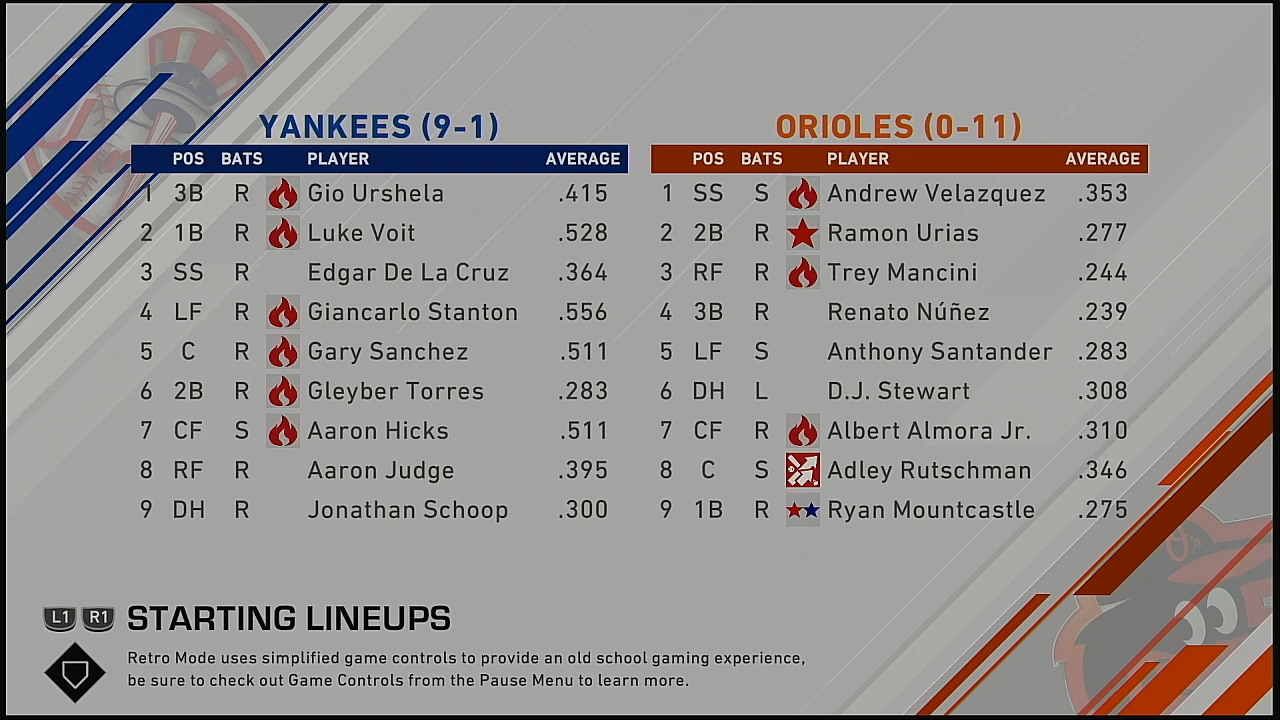 YANKEES (9-1)
POS BATS PLAYER AVERAGE
1 3B R Gio Urshela .415
2 1B R Luke Voit .528
3 SS R Edgar De La Cruz .364
4 LF R Giancarlo Stanton .556
5 C R Gary Sanchez .511
6 2B R Gleyber Torres .283
7 CF S Aaron Hicks .511
8 RF R Aaron Judge .395
9 DH R Jonathan Schoop .300
ORIOLES (0-11)
POS BATS PLAYER AVERAGE
1 SS S Andrew Velazquez .353
2 2B R Ramon Urias .277
3 RF R Trey Mancini .244
4 3B R Renato Núñez .239
5 LF S Anthony Santander .283
6 DH L D.J. Stewart .308
7 CF R Albert Almora Jr. .310
8 C S Adley Rutschman .346
9 1B R Ryan Mountcastle .275
L1 R1 STARTING LINEUPS
Retro Mode uses simplified game controls to provide an old school gaming experience,
be sure to check out Game Controls from the Pause Menu to learn more.